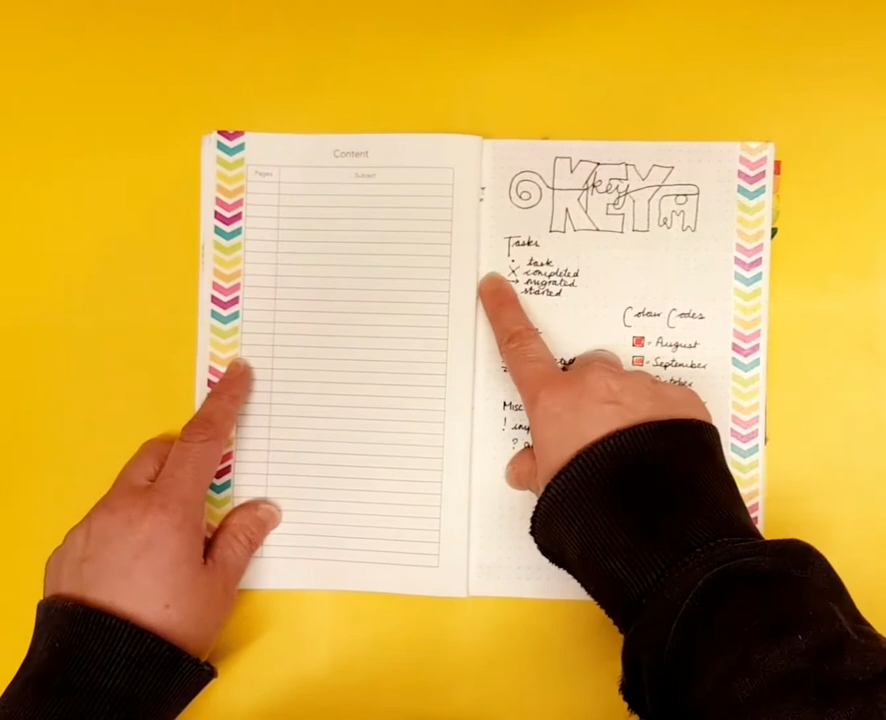 Content
Pages Subject
KEY
key
Tasks
• task
X completed
→ migrated
started
Colour Codes
= August
= September
Misc
!
?